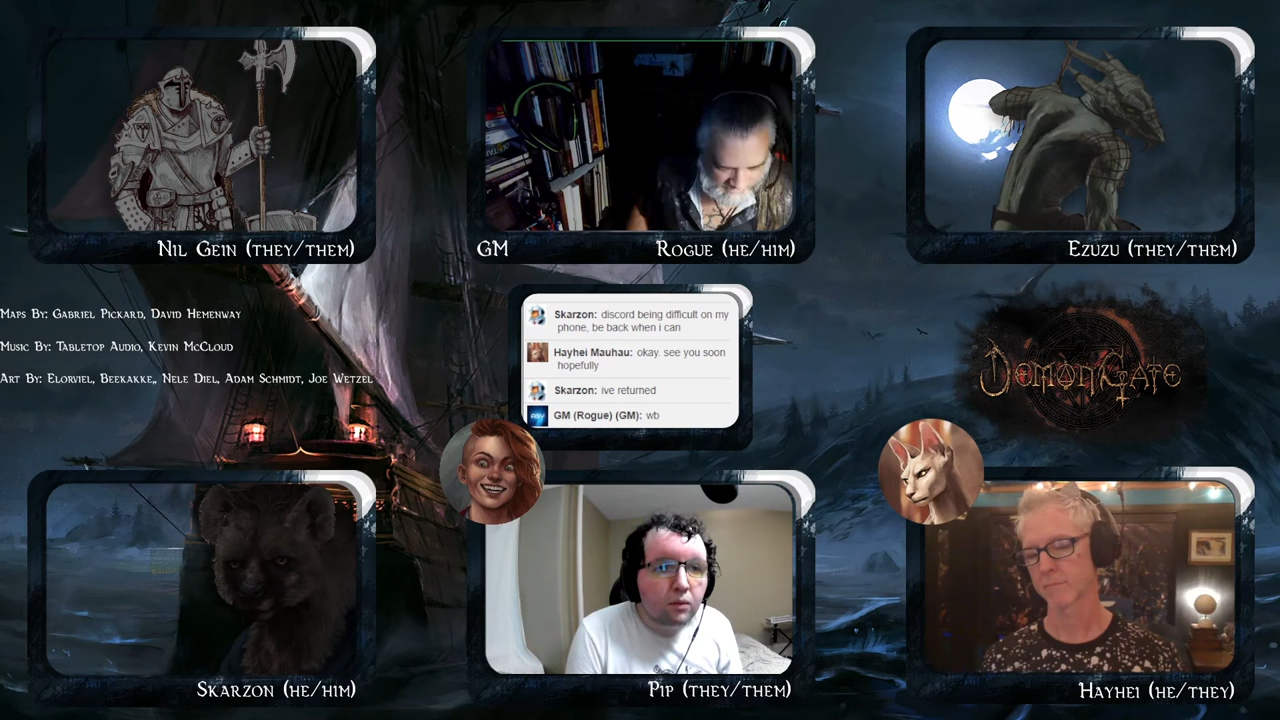 Nil Gein (they/them)
GM
Rogue (he/him)
Ezuzu (they/them)
Maps By: Gabriel Pickard, David Hemenway
Music By: Tabletop Audio, Kevin McCloud
Art By: Elorviel, Beekakke, Nele Diel, Adam Schmidt, Joe Wetzel
Skarzon: discord being difficult on my
phone, be back when i can
Hayhei Mauhau: okay. see you soon
hopefully
Skarzon: ive returned
GM (Rogue) (GM): wb
DemonGate
Skarzon (he/him)
Pip (they/them)
Hayhei (he/they)